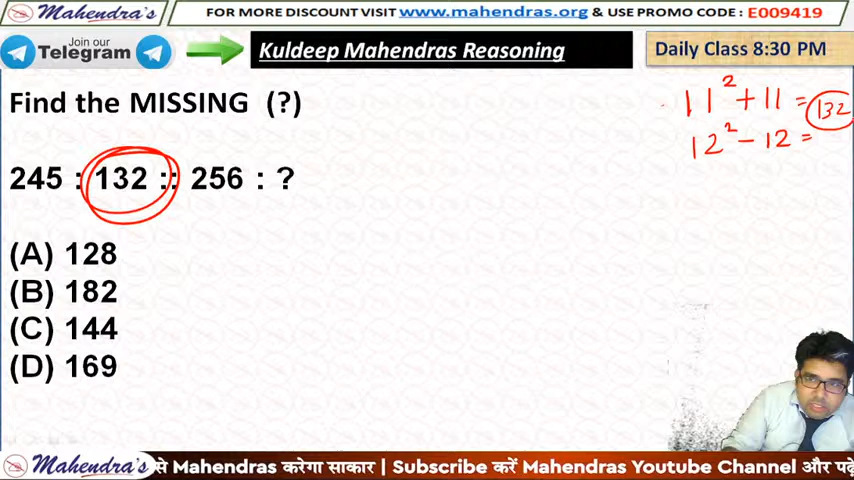 Mahendra's
FOR MORE DISCOUNT VISIT www.mahendras.org & USE PROMO CODE : E009419
Join our
Telegram
Kuldeep Mahendras Reasoning
Daily Class 8:30 PM
Find the MISSING (?)
11² + 11 = 132
12² - 12 =
245 : 132 :: 256 : ?
(A) 128
(B) 182
(C) 144
(D) 169
Mahendra's
से Mahendras करेगा साकार | Subscribe करें Mahendras Youtube Channel और पढ़े